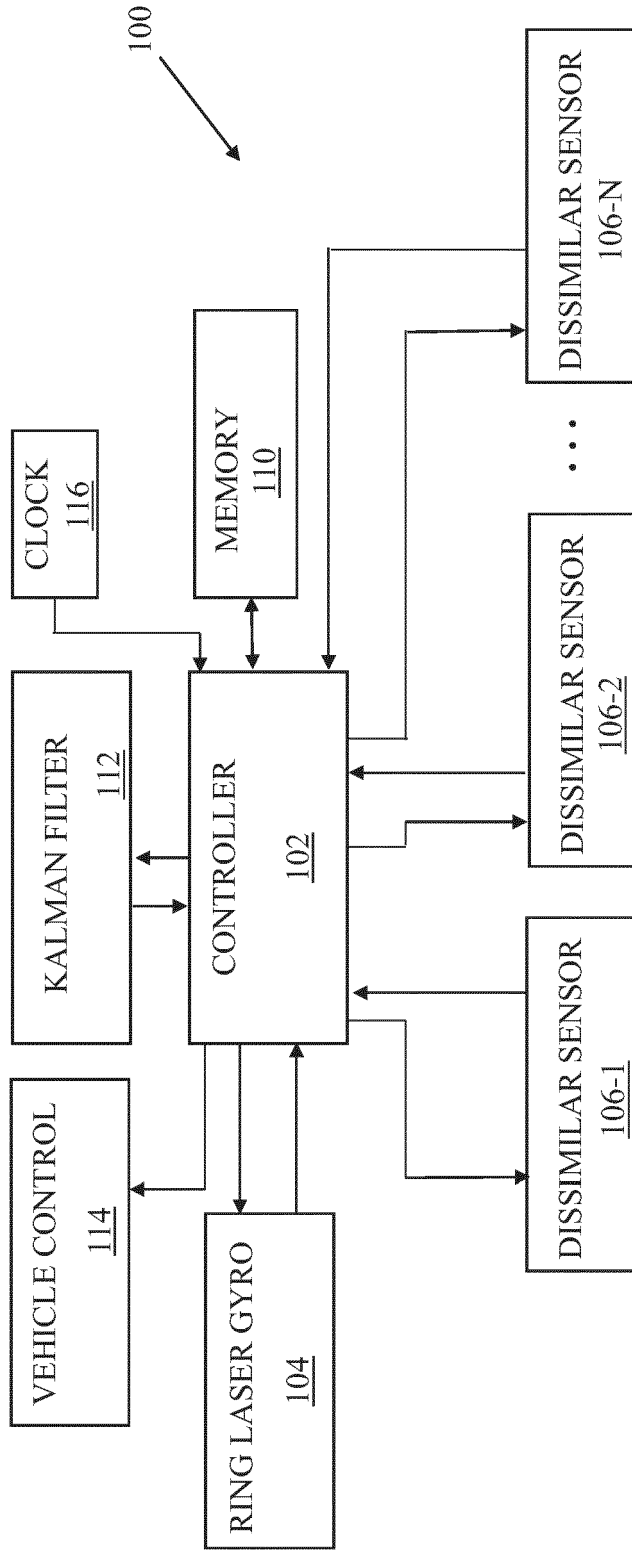 100
VEHICLE CONTROL
114
KALMAN FILTER
112
CLOCK
116
RING LASER GYRO
104
CONTROLLER
102
MEMORY
110
DISSIMILAR SENSOR
106-1
DISSIMILAR SENSOR
106-2
• • •
DISSIMILAR SENSOR
106-N